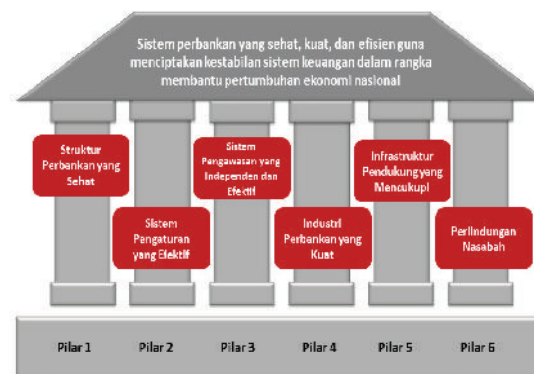 Sistem perbankan yang sehat, kuat, dan efisien guna
menciptakan kestabilan sistem keuangan dalam rangka
membantu pertumbuhan ekonomi nasional
Struktur
Perbankan yang
Sehat
Sistem
Pengaturan
yang Efektif
Sistem
Pengawasan yang
Independen dan
Efektif
Industri
Perbankan yang
Kuat
Infrastruktur
Pendukung yang
Mencukupi
Perlindungan
Nasabah
Pilar 1
Pilar 2
Pilar 3
Pilar 4
Pilar 5
Pilar 6